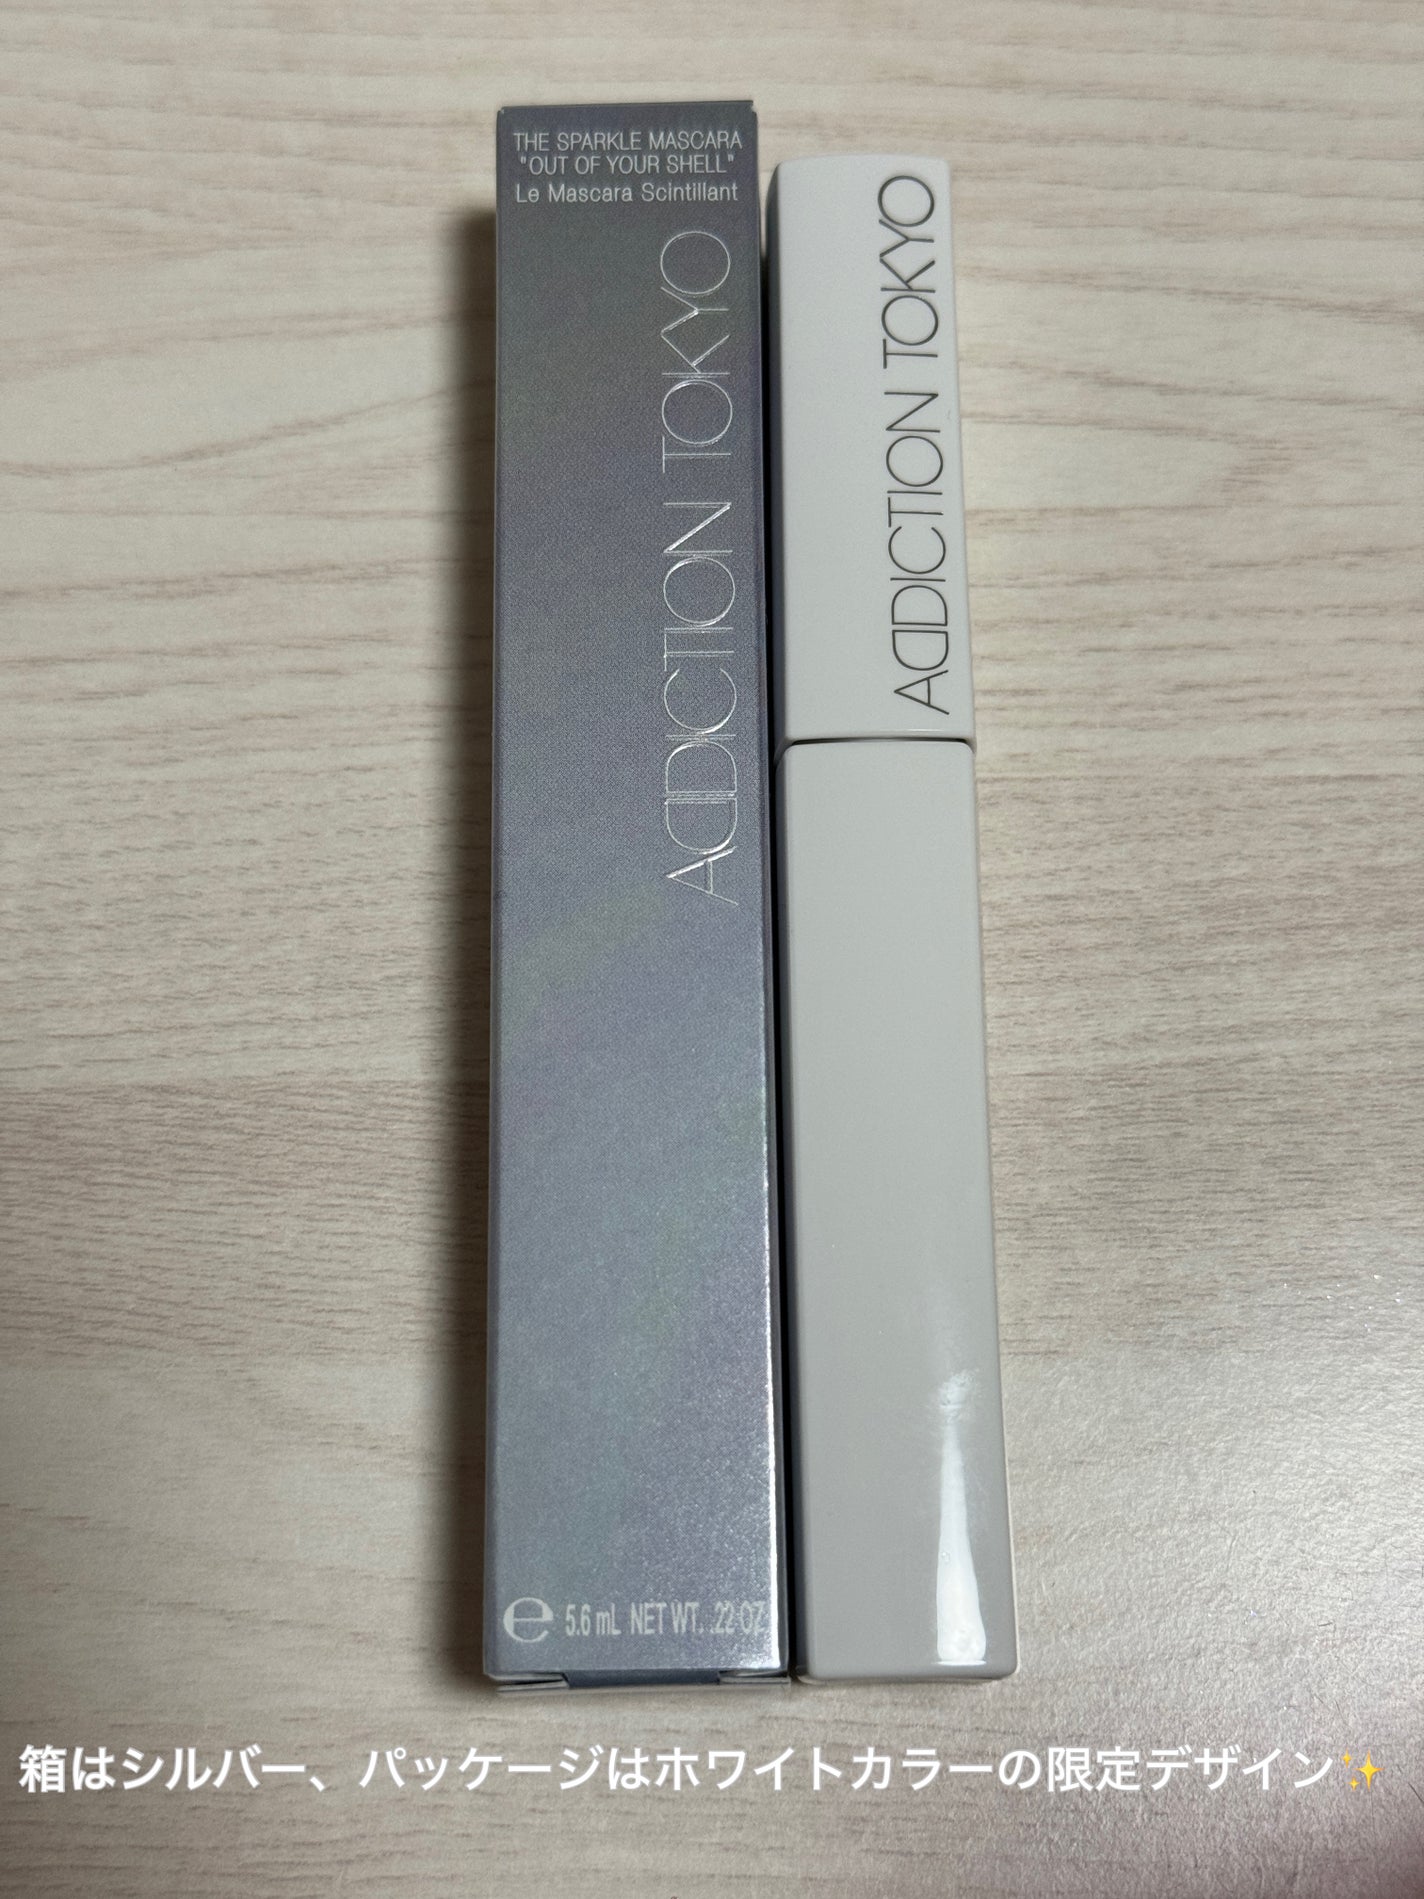 THE SPARKLE MASCARA
"OUT OF YOUR SHELL"
Le Mascara Scintillant
ADDICTION TOKYO
℮ 5.6 mL NET WT. .22 OZ
ADDICTION TOKYO
箱はシルバー、パッケージはホワイトカラーの限定デザイン✨